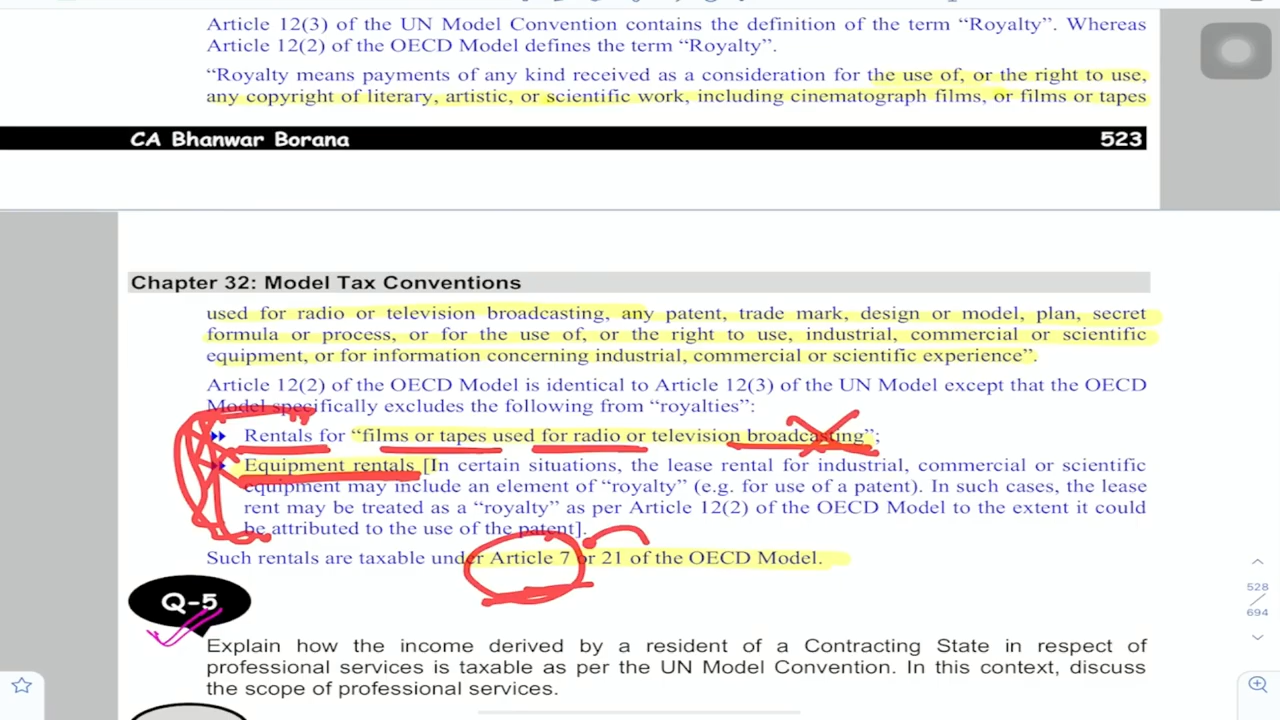 Article 12(3) of the UN Model Convention contains the definition of the term “Royalty”. Whereas
Article 12(2) of the OECD Model defines the term “Royalty”.
“Royalty means payments of any kind received as a consideration for the use of, or the right to use,
any copyright of literary, artistic, or scientific work, including cinematograph films, or films or tapes
CA Bhanwar Borana 523
Chapter 32: Model Tax Conventions
used for radio or television broadcasting, any patent, trade mark, design or model, plan, secret
formula or process, or for the use of, or the right to use, industrial, commercial or scientific
equipment, or for information concerning industrial, commercial or scientific experience”.
Article 12(2) of the OECD Model is identical to Article 12(3) of the UN Model except that the OECD
Model specifically excludes the following from “royalties”:
Rentals for “films or tapes used for radio or television broadcasting”;
Equipment rentals [In certain situations, the lease rental for industrial, commercial or scientific
equipment may include an element of “royalty” (e.g. for use of a patent). In such cases, the lease
rent may be treated as a “royalty” as per Article 12(2) of the OECD Model to the extent it could
be attributed to the use of the patent].
Such rentals are taxable under Article 7 or 21 of the OECD Model.
Q-5
Explain how the income derived by a resident of a Contracting State in respect of
professional services is taxable as per the UN Model Convention. In this context, discuss
the scope of professional services.
528
694